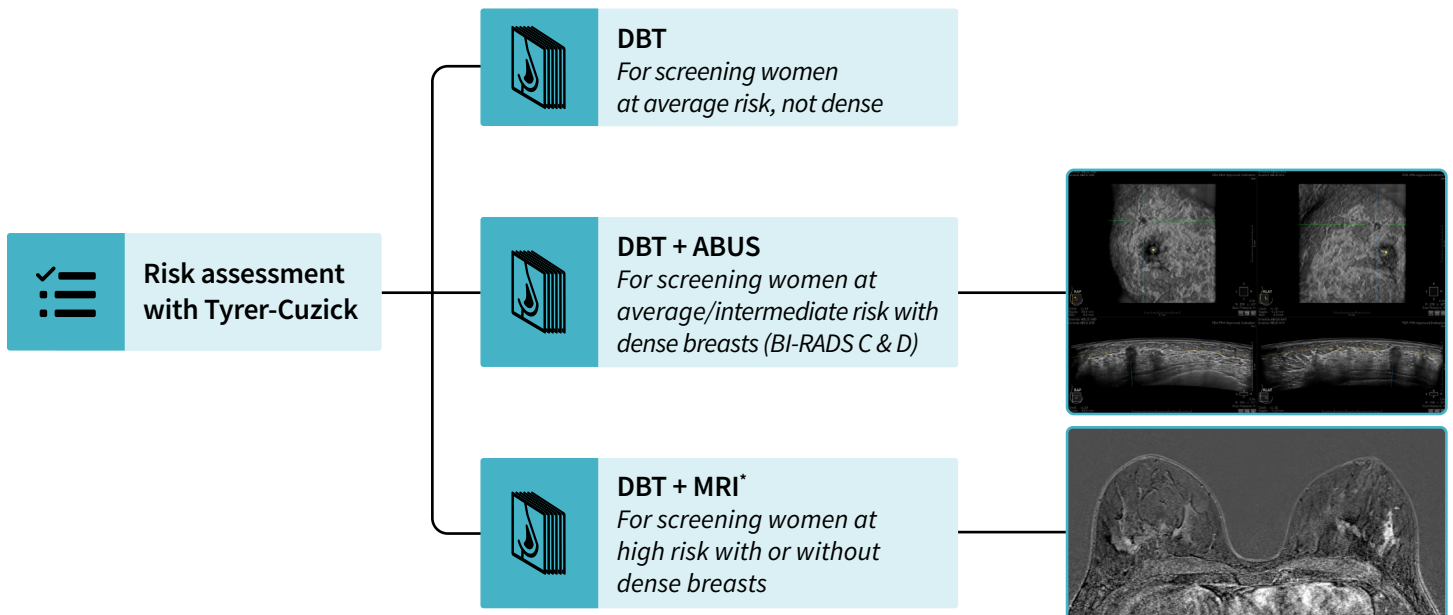 DBT
For screening women
at average risk, not dense
Risk assessment
with Tyrer-Cuzick
DBT + ABUS
For screening women at
average/intermediate risk with
dense breasts (BI-RADS C & D)
DBT + MRI*
For screening women at
high risk with or without
dense breasts